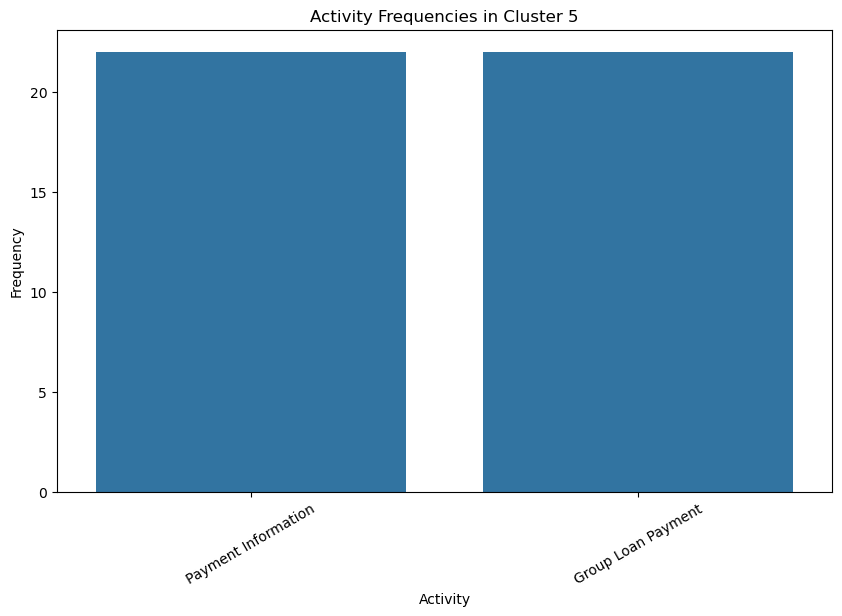 Activity Frequencies in Cluster 5
Frequency
20
15
10
5
0
Payment Information
Group Loan Payment
Activity